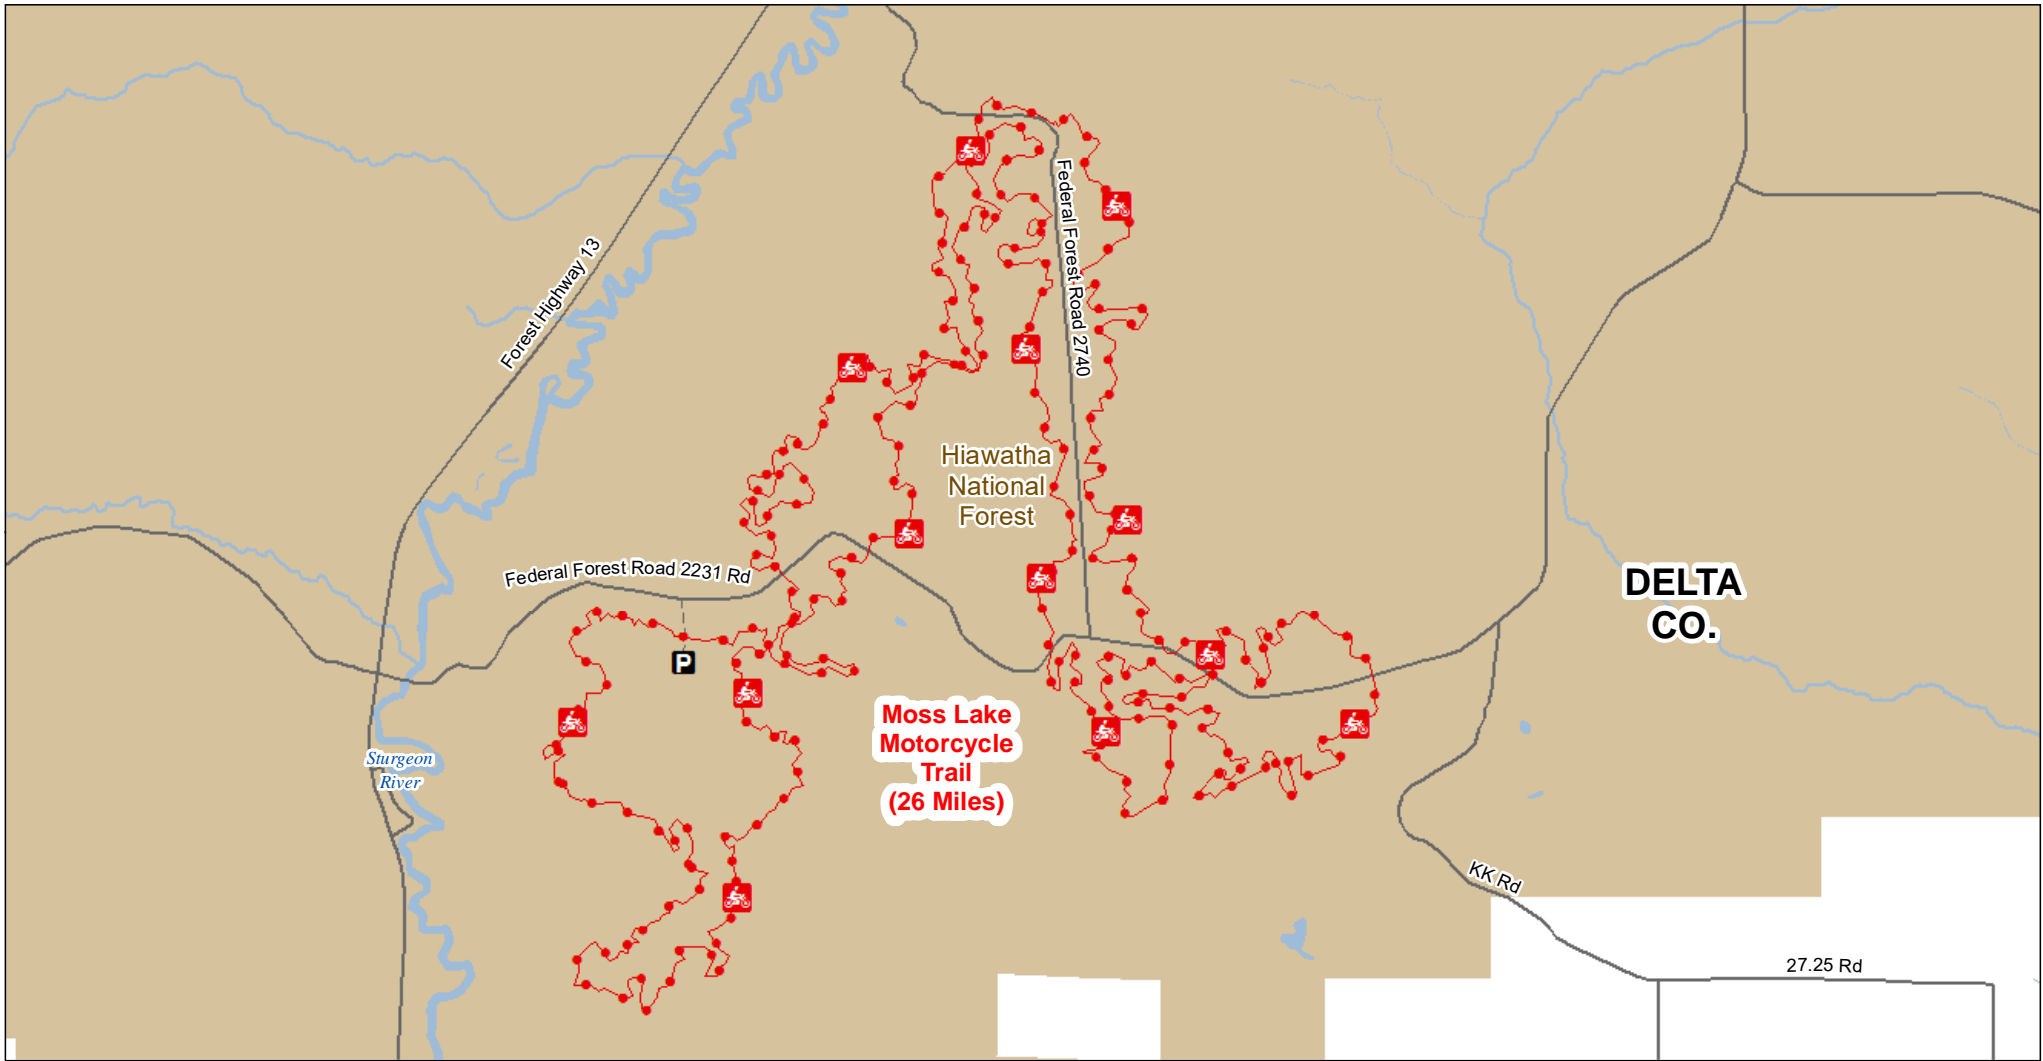 Forest Highway 13
Federal Forest Road 2740
Hiawatha
National
Forest
Federal Forest Road 2231 Rd
DELTA
CO.
P
Moss Lake
Motorcycle
Trail
(26 Miles)
Sturgeon
River
KK Rd
27.25 Rd